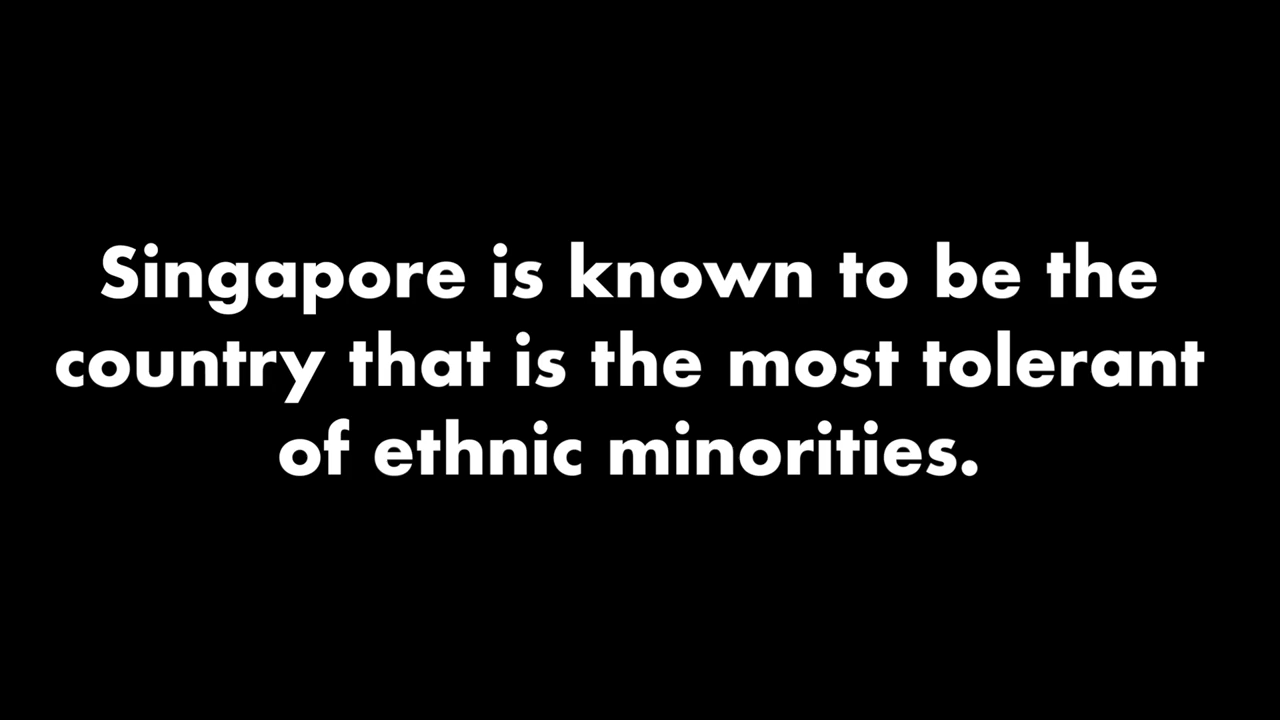 Singapore is known to be the
country that is the most tolerant
of ethnic minorities.